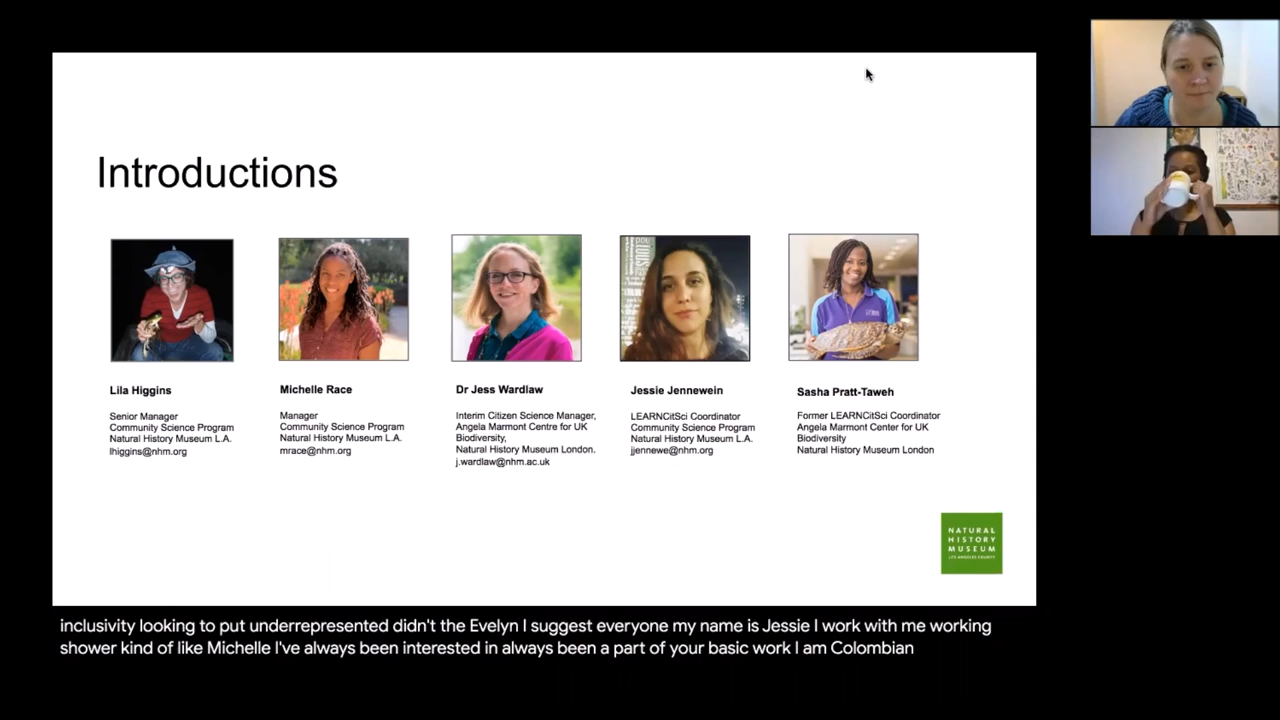 Introductions
Lila Higgins
Senior Manager
Community Science Program
Natural History Museum L.A.
lhiggins@nhm.org
Michelle Race
Manager
Community Science Program
Natural History Museum L.A.
mrace@nhm.org
Dr Jess Wardlaw
Interim Citizen Science Manager,
Angela Marmont Centre for UK
Biodiversity,
Natural History Museum London.
j.wardlaw@nhm.ac.uk
Jessie Jennewein
LEARNCitSci Coordinator
Community Science Program
Natural History Museum L.A.
jjennewe@nhm.org
Sasha Pratt-Taweh
Former LEARNCitSci Coordinator
Angela Marmont Center for UK
Biodiversity
Natural History Museum London
NATURAL
HISTORY
MUSEUM
LOS ANGELES COUNTY
inclusivity looking to put underrepresented didn't the Evelyn I suggest everyone my name is Jessie I work with me working
shower kind of like Michelle I've always been interested in always been a part of your basic work I am Colombian